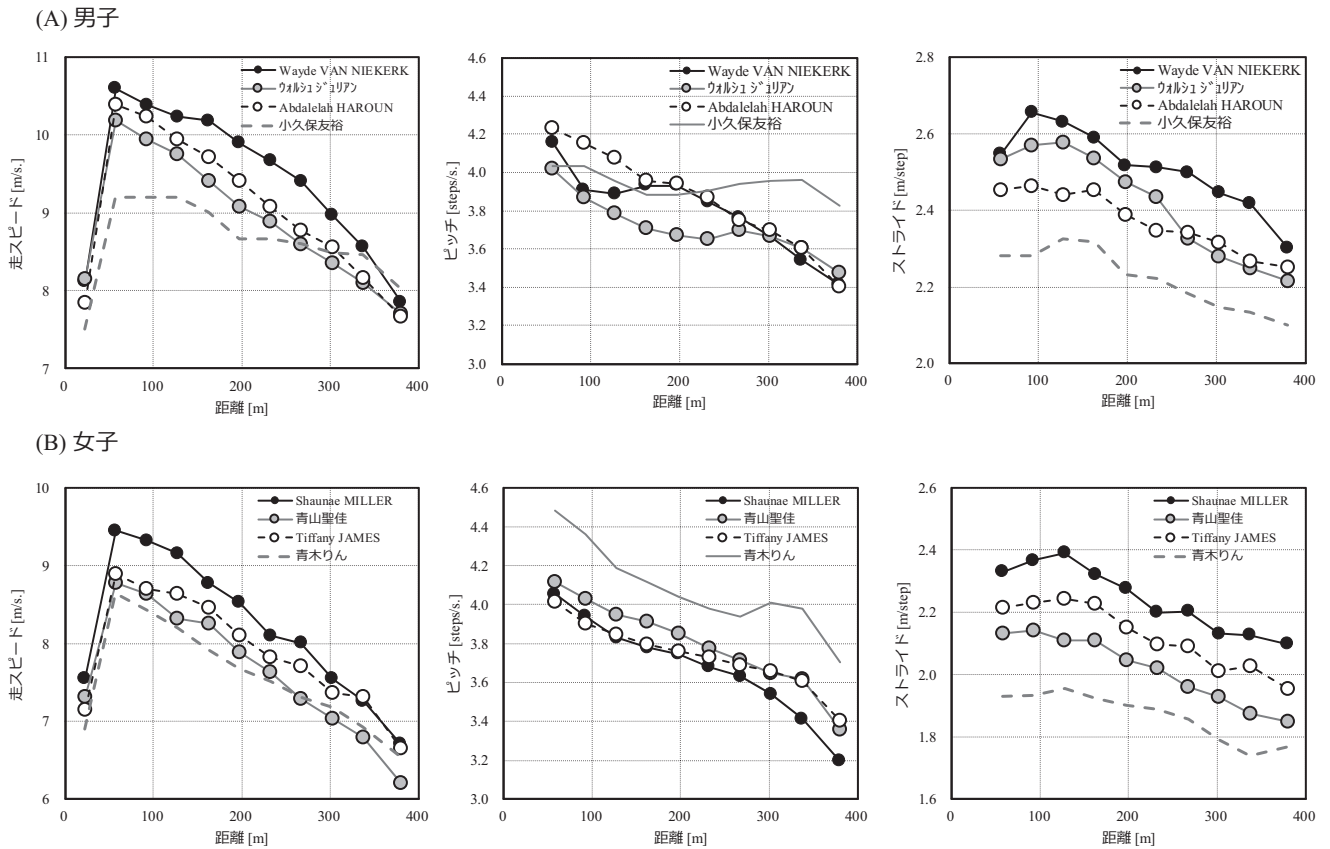 (A) 男子
11
10
9
8
7
0
100
200
300
400
走スピード [m/s.]
距離 [m]
Wayde VAN NIEKERK
ウォルシュ ジュリアン
Abdalelah HAROUN
小久保友裕
4.6
4.4
4.2
4.0
3.8
3.6
3.4
3.2
3.0
0
100
200
300
400
ピッチ [steps/s.]
距離 [m]
Wayde VAN NIEKERK
ウォルシュ ジュリアン
Abdalelah HAROUN
小久保友裕
2.8
2.6
2.4
2.2
2.0
0
100
200
300
400
ストライド [m/step]
距離 [m]
Wayde VAN NIEKERK
ウォルシュ ジュリアン
Abdalelah HAROUN
小久保友裕
(B) 女子
10
9
8
7
6
0
100
200
300
400
走スピード [m/s.]
距離 [m]
Shaunae MILLER
青山聖佳
Tiffany JAMES
青木りん
4.6
4.4
4.2
4.0
3.8
3.6
3.4
3.2
3.0
0
100
200
300
400
ピッチ [steps/s.]
距離 [m]
Shaunae MILLER
青山聖佳
Tiffany JAMES
青木りん
2.6
2.4
2.2
2.0
1.8
1.6
0
100
200
300
400
ストライド [m/step]
距離 [m]
Shaunae MILLER
青山聖佳
Tiffany JAMES
青木りん